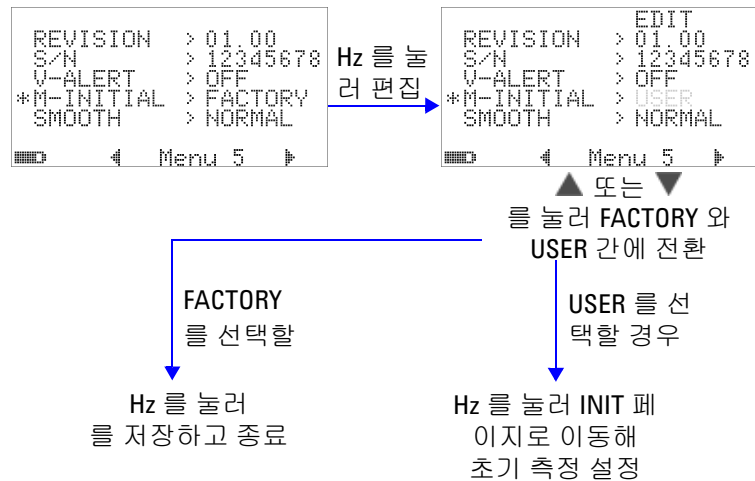 REVISION > 01.00
S/N > 12345678
V-ALERT > OFF
*M-INITIAL > FACTORY
SMOOTH > NORMAL
Menu 5
Hz 를 눌
러 편집
EDIT
REVISION > 01.00
S/N > 12345678
V-ALERT > OFF
*M-INITIAL > USER
SMOOTH > NORMAL
Menu 5
▲ 또는 ▼
를 눌러 FACTORY 와
USER 간에 전환
FACTORY
를 선택할
Hz 를 눌러
를 저장하고 종료
USER 를 선
택할 경우
Hz 를 눌러 INIT 페
이지로 이동해
초기 측정 설정